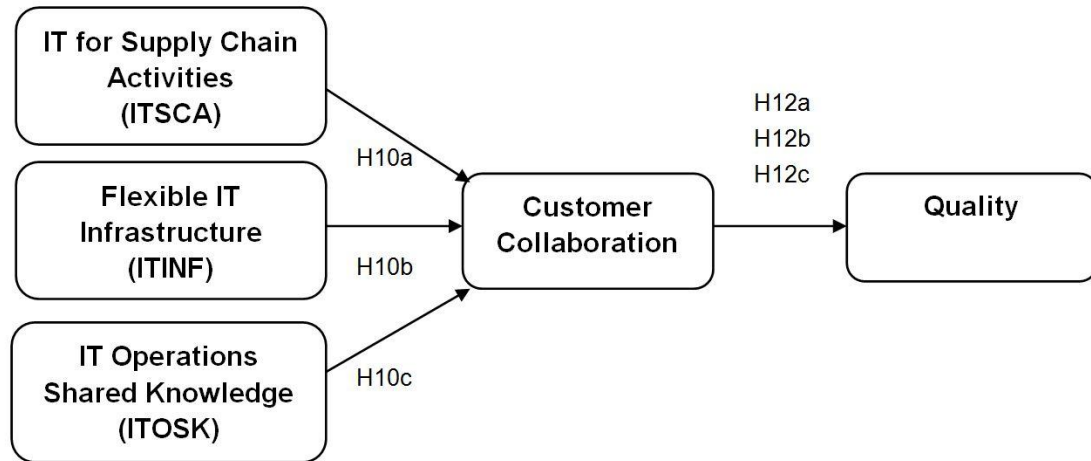 IT for Supply Chain
Activities
(ITSCA)
H10a
Flexible IT
Infrastructure
(ITINF)
H10b
IT Operations
Shared Knowledge
(ITOSK)
H10c
Customer
Collaboration
H12a
H12b
H12c
Quality